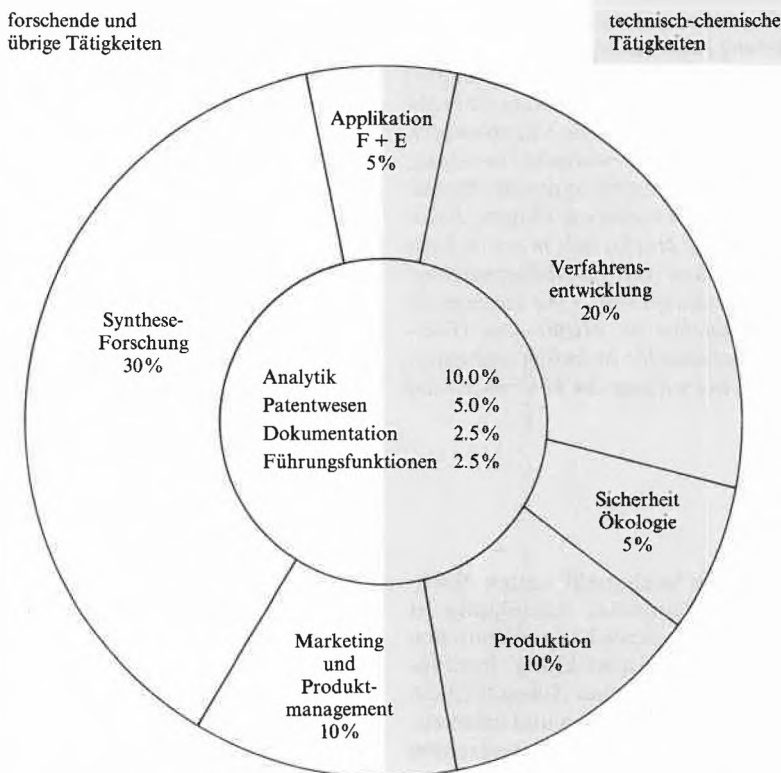 forschende und
übrige Tätigkeiten
technisch-chemische
Tätigkeiten
Applikation
F + E
5%
Verfahrens-
entwicklung
20%
Synthese-
Forschung
30%
Analytik 10,0%
Patentwesen 5.0%
Dokumentation 2.5%
Führungsfunktionen 2.5%
Sicherheit
Ökologie
5%
Marketing
und
Produkt-
management
10%
Produktion
10%